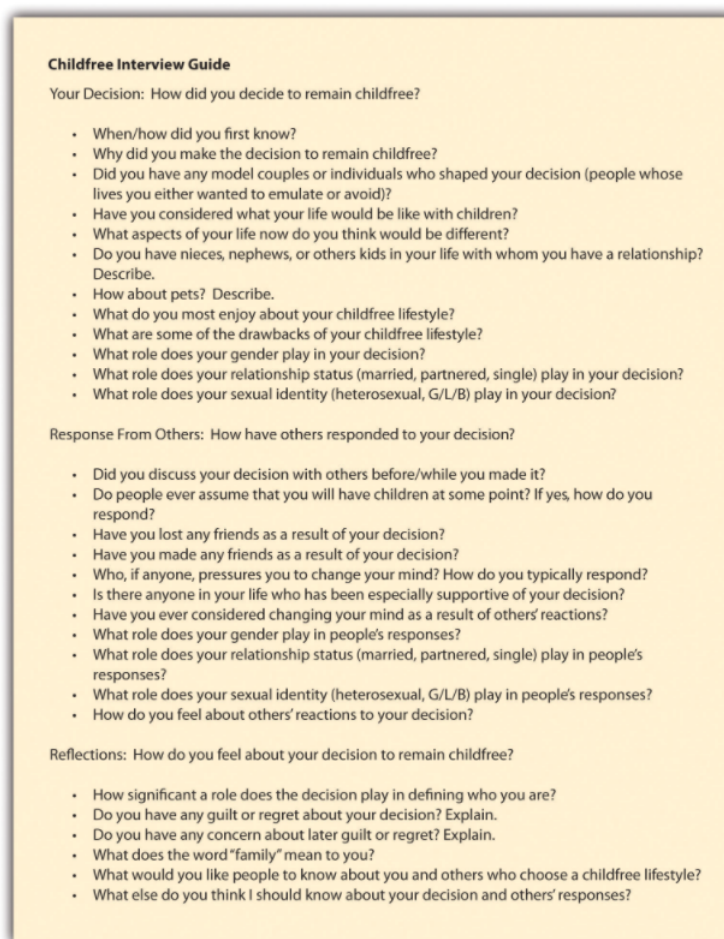 Childfree Interview Guide
Your Decision: How did you decide to remain childfree?
• When/how did you first know?
• Why did you make the decision to remain childfree?
• Did you have any model couples or individuals who shaped your decision (people whose
lives you either wanted to emulate or avoid)?
• Have you considered what your life would be like with children?
• What aspects of your life now do you think would be different?
• Do you have nieces, nephews, or others kids in your life with whom you have a relationship?
Describe.
• How about pets? Describe.
• What do you most enjoy about your childfree lifestyle?
• What are some of the drawbacks of your childfree lifestyle?
• What role does your gender play in your decision?
• What role does your relationship status (married, partnered, single) play in your decision?
• What role does your sexual identity (heterosexual, G/L/B) play in your decision?
Response From Others: How have others responded to your decision?
• Did you discuss your decision with others before/while you made it?
• Do people ever assume that you will have children at some point? If yes, how do you
respond?
• Have you lost any friends as a result of your decision?
• Have you made any friends as a result of your decision?
• Who, if anyone, pressures you to change your mind? How do you typically respond?
• Is there anyone in your life who has been especially supportive of your decision?
• Have you ever considered changing your mind as a result of others' reactions?
• What role does your gender play in people's responses?
• What role does your relationship status (married, partnered, single) play in people's
responses?
• What role does your sexual identity (heterosexual, G/L/B) play in people's responses?
• How do you feel about others' reactions to your decision?
Reflections: How do you feel about your decision to remain childfree?
• How significant a role does the decision play in defining who you are?
• Do you have any guilt or regret about your decision? Explain.
• Do you have any concern about later guilt or regret? Explain.
• What does the word "family" mean to you?
• What would you like people to know about you and others who choose a childfree lifestyle?
• What else do you think I should know about your decision and others' responses?